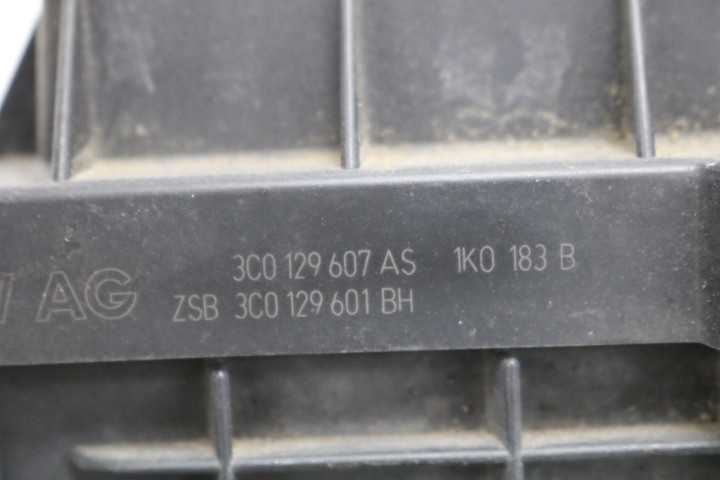 3C0 129 607 AS 1K0 183 B
AG ZSB 3C0 129 601 BH